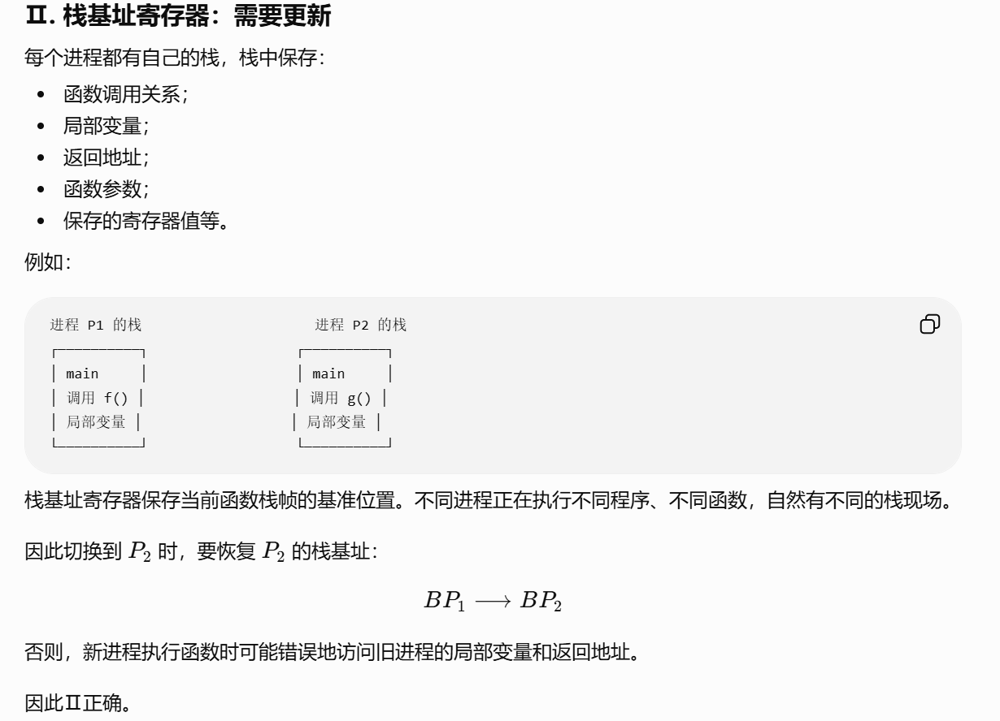 Ⅱ. 栈基址寄存器：需要更新
每个进程都有自己的栈，栈中保存：
• 函数调用关系；
• 局部变量；
• 返回地址；
• 函数参数；
• 保存的寄存器值等。
例如：
进程 P1 的栈 进程 P2 的栈
┌──────────┐ ┌──────────┐
│ main │ │ main │
│ 调用 f() │ │ 调用 g() │
│ 局部变量 │ │ 局部变量 │
└──────────┘ └──────────┘
栈基址寄存器保存当前函数栈帧的基准位置。不同进程正在执行不同程序、不同函数，自然有不同的栈现场。
因此切换到 P₂ 时，要恢复 P₂ 的栈基址：
BP₁ ⟶ BP₂
否则，新进程执行函数时可能错误地访问旧进程的局部变量和返回地址。
因此Ⅱ正确。